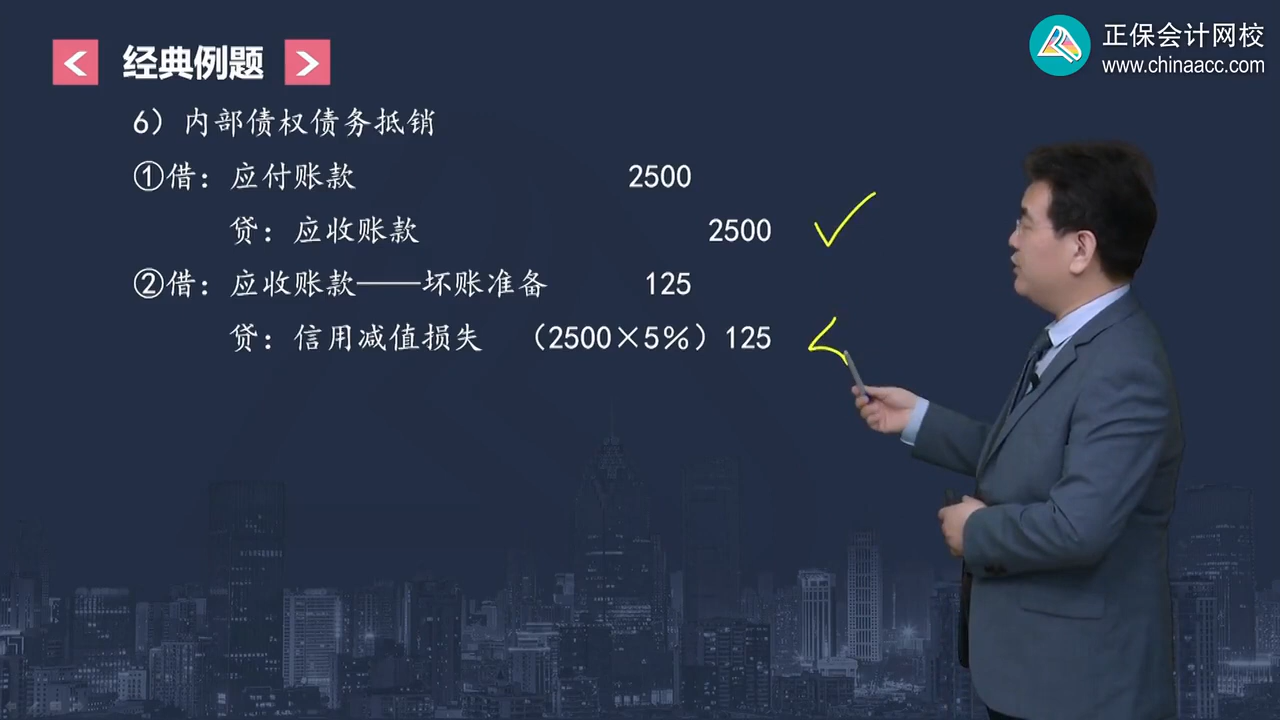 经典例题
正保会计网校
www.chinaacc.com
6）内部债权债务抵销
①借：应付账款 2500
贷：应收账款 2500
②借：应收账款——坏账准备 125
贷：信用减值损失 （2500×5%）125